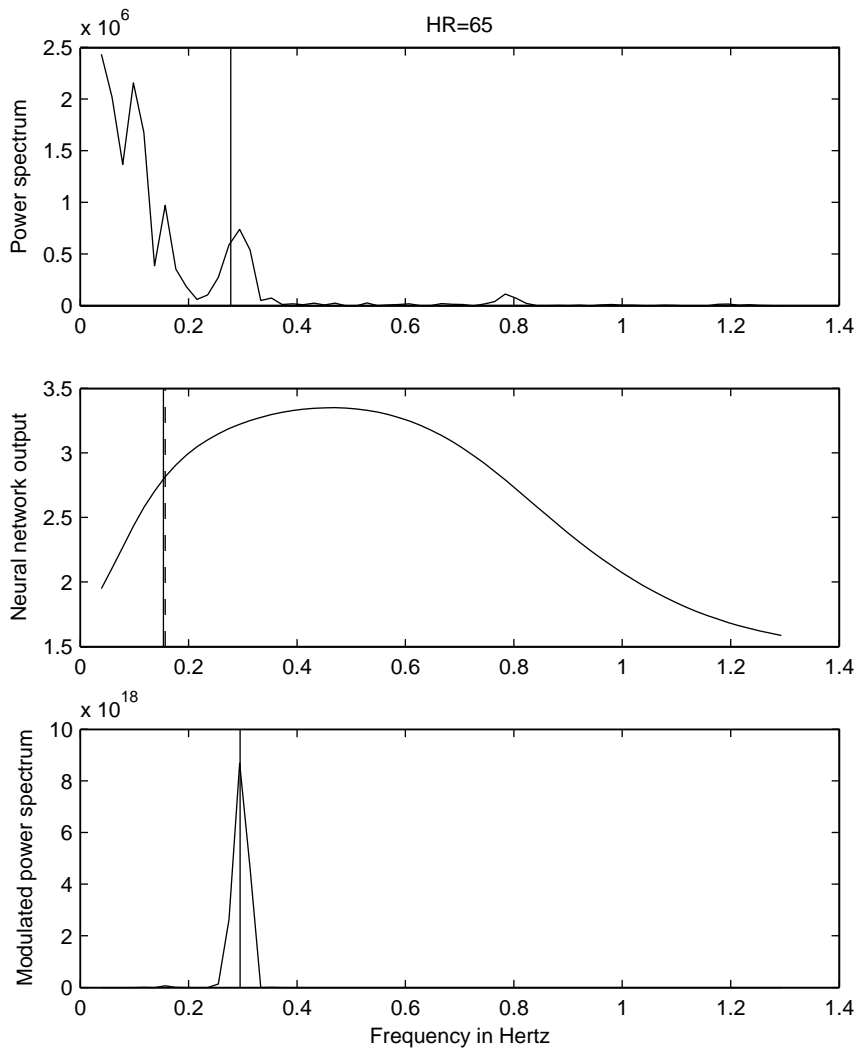 HR=65
x 10^6
2.5
2
1.5
1
0.5
0
Power spectrum
0 0.2 0.4 0.6 0.8 1 1.2 1.4
3.5
3
2.5
2
1.5
Neural network output
0 0.2 0.4 0.6 0.8 1 1.2 1.4
x 10^18
10
8
6
4
2
0
Modulated power spectrum
0 0.2 0.4 0.6 0.8 1 1.2 1.4
Frequency in Hertz